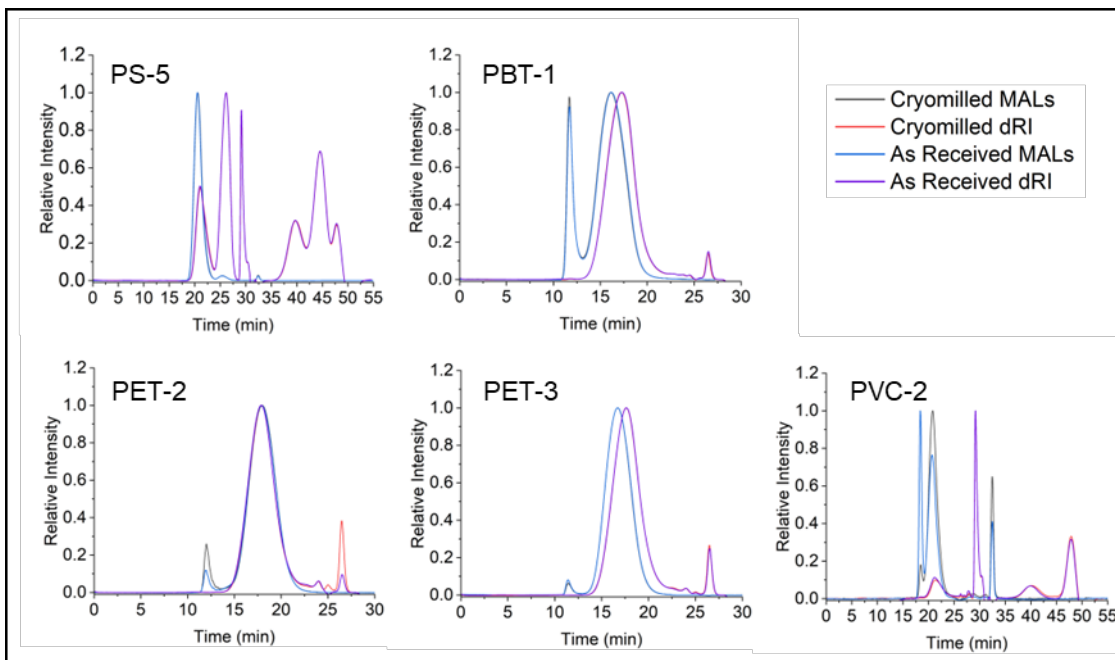 PS-5
1.2
1.0
0.8
0.6
0.4
0.2
0.0
Relative Intensity
0 5 10 15 20 25 30 35 40 45 50 55
Time (min)
PBT-1
1.2
1.0
0.8
0.6
0.4
0.2
0.0
Relative Intensity
0 5 10 15 20 25 30
Time (min)
Cryomilled MALs
Cryomilled dRI
As Received MALs
As Received dRI
PET-2
1.2
1.0
0.8
0.6
0.4
0.2
0.0
Relative Intensity
0 5 10 15 20 25 30
Time (min)
PET-3
1.2
1.0
0.8
0.6
0.4
0.2
0.0
Relative Intensity
0 5 10 15 20 25 30
Time (min)
PVC-2
1.2
1.0
0.8
0.6
0.4
0.2
0.0
Relative Intensity
0 5 10 15 20 25 30 35 40 45 50 55
Time (min)